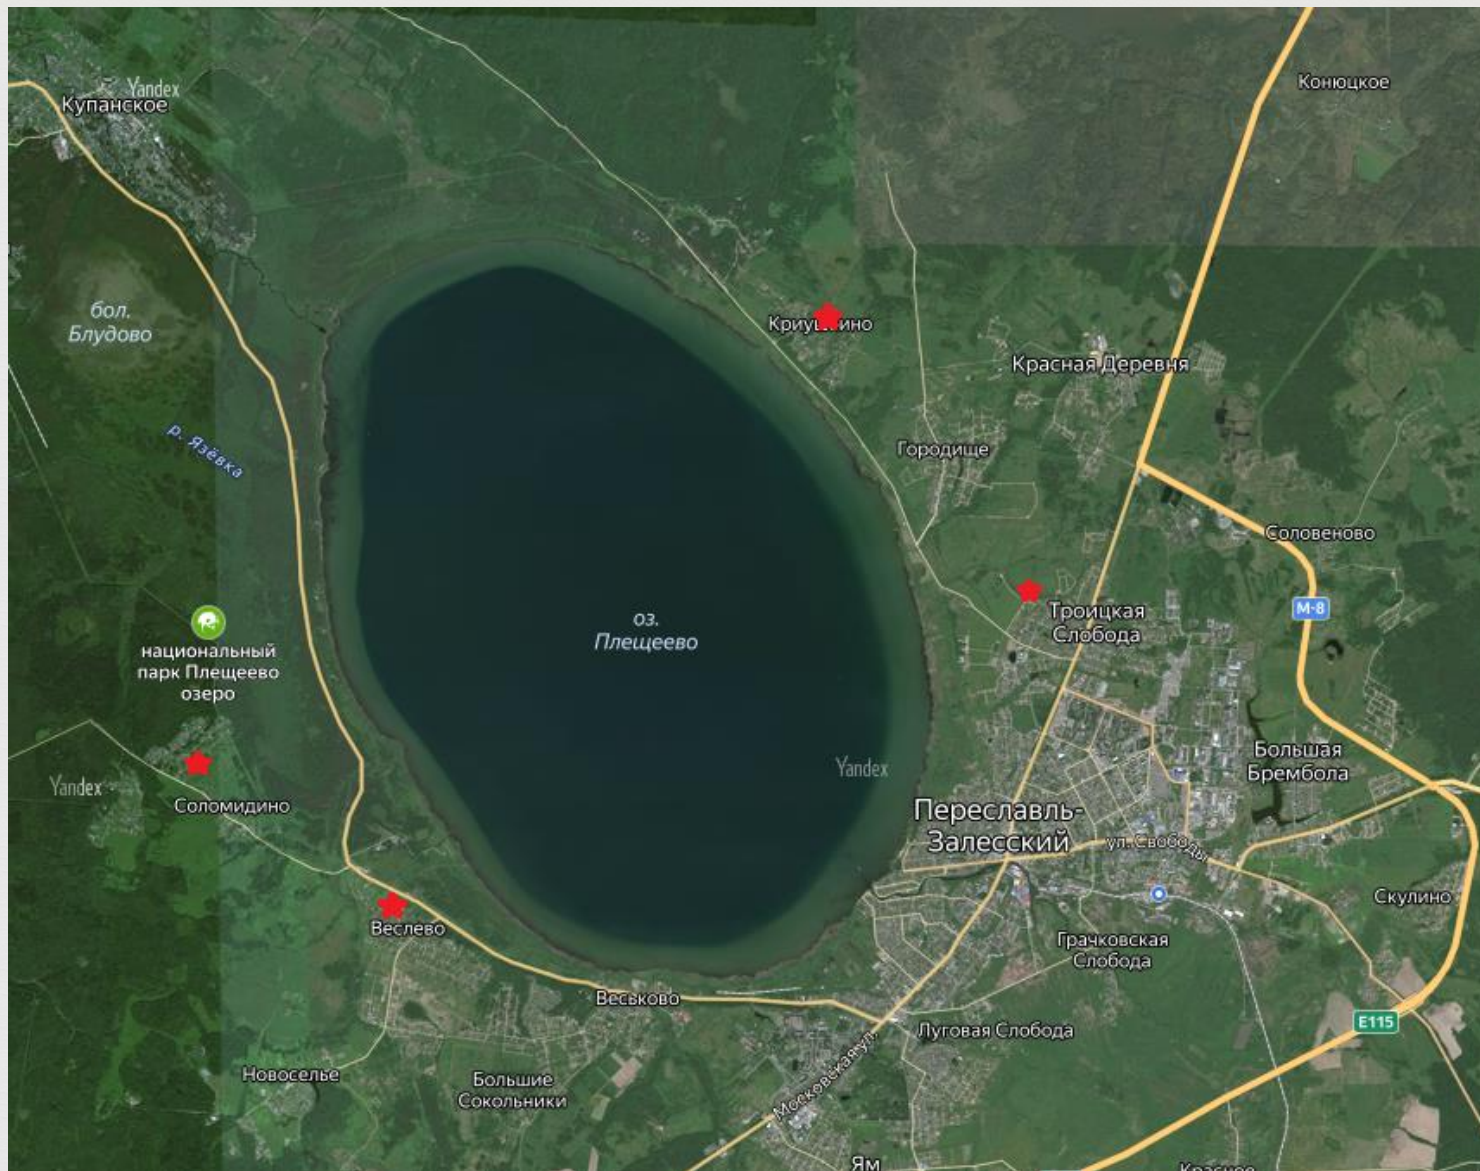 Конюцкое
Yandex
Купанское
бол.
Блудово
Криушкино
Красная Деревня
р. Язёвка
Городище
Соловеново
М-8
оз.
Плещеево
Троицкая
Слобода
национальный
парк Плещеево
озеро
Большая
Брембола
Yandex
Yandex
Соломидино
Переславль-
Залесский
ул. Свободы
Скулино
Веслево
Грачковская
Слобода
Веськово
Луговая Слобода
Е115
Московская ул.
Новоселье
Большие
Сокольники
Ям